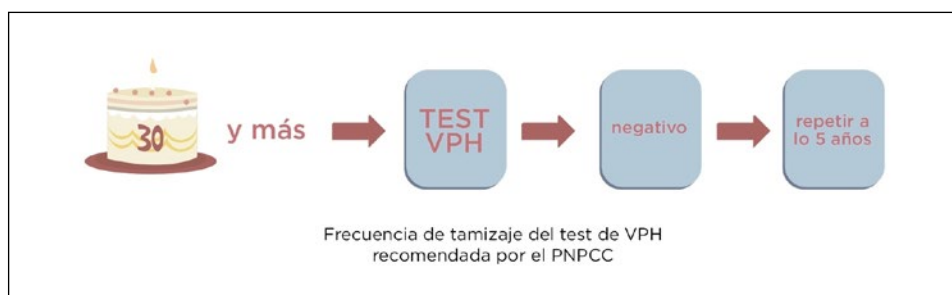 30
y más
TEST
VPH
negativo
repetir a
lo 5 años
Frecuencia de tamizaje del test de VPH
recomendada por el PNPCC